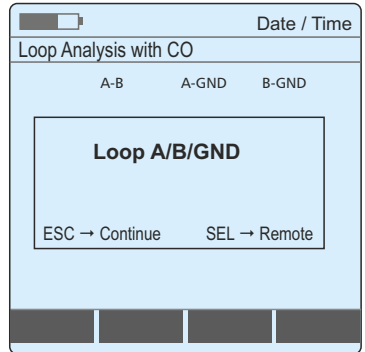 Date / Time
Loop Analysis with CO
A-B A-GND B-GND
Loop A/B/GND
ESC → Continue SEL → Remote